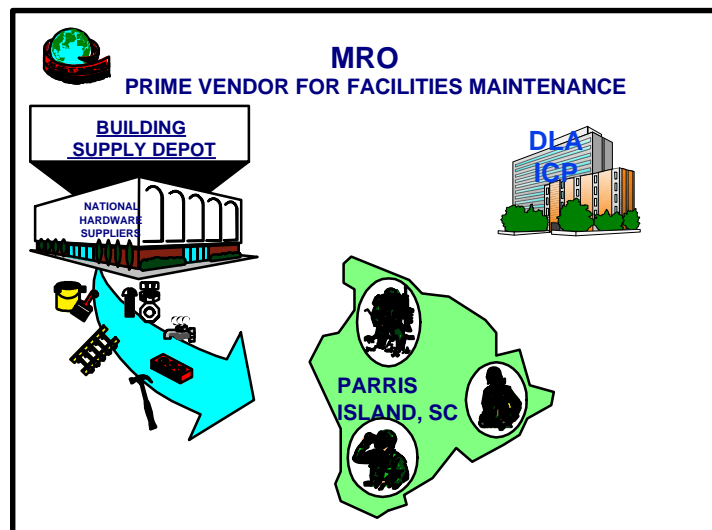 MRO
PRIME VENDOR FOR FACILITIES MAINTENANCE
BUILDING
SUPPLY DEPOT
NATIONAL
HARDWARE
SUPPLIERS
DLA
ICP
PARRIS
ISLAND, SC